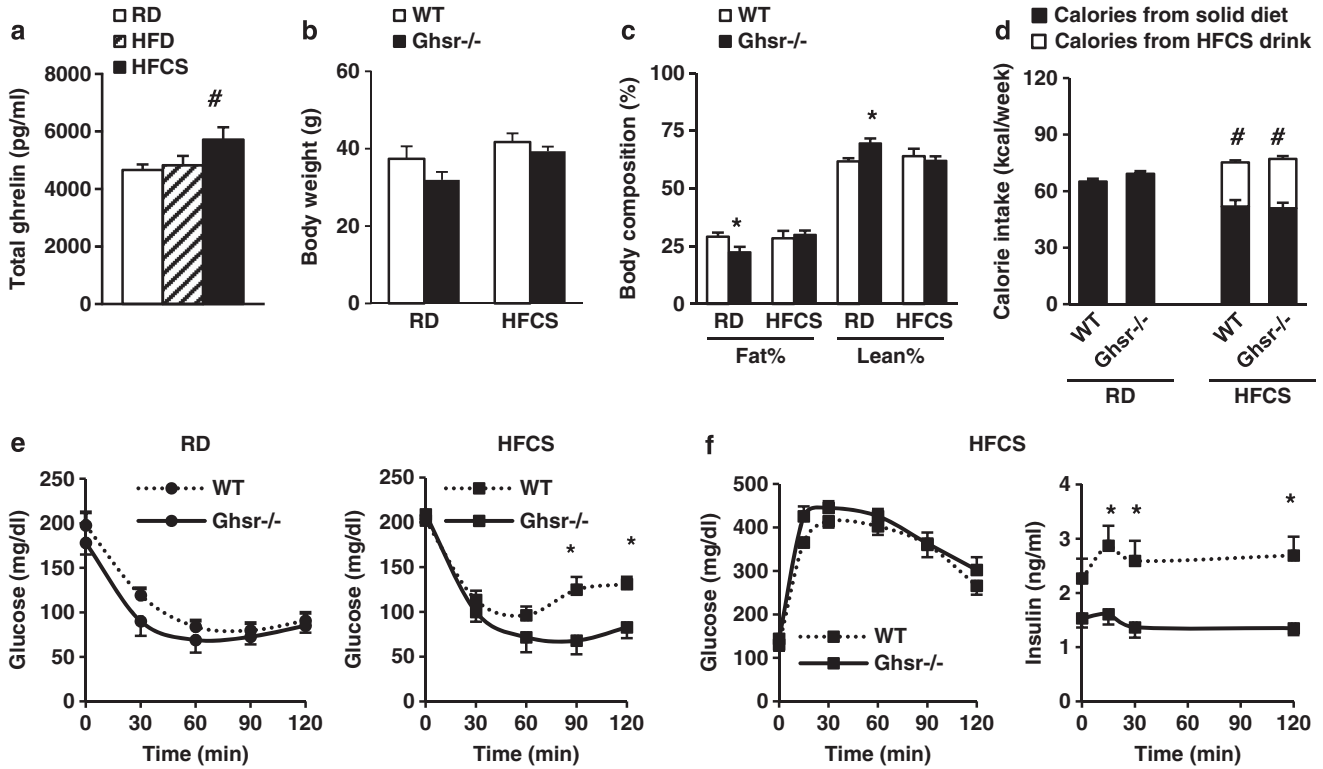 a
RD
HFD
HFCS
8000
6000
4000
2000
0
#
Total ghrelin (pg/ml)
b
WT
Ghsr-/-
60
40
20
0
Body weight (g)
RD HFCS
c
WT
Ghsr-/-
100
75
50
25
0
Body composition (%)
*
*
RD HFCS RD HFCS
Fat% Lean%
d
Calories from solid diet
Calories from HFCS drink
120
90
60
30
0
Calorie intake (kcal/week)
# #
WT Ghsr-/- WT Ghsr-/-
RD HFCS
e
RD
WT
Ghsr-/-
250
200
150
100
50
0
Glucose (mg/dl)
0 30 60 90 120
Time (min)
HFCS
WT
Ghsr-/-
250
200
150
100
50
0
Glucose (mg/dl)
* *
0 30 60 90 120
Time (min)
f
HFCS
500
400
300
200
100
0
Glucose (mg/dl)
WT
Ghsr-/-
0 30 60 90 120
Time (min)
4
3
2
1
0
Insulin (ng/ml)
* * *
0 30 60 90 120
Time (min)